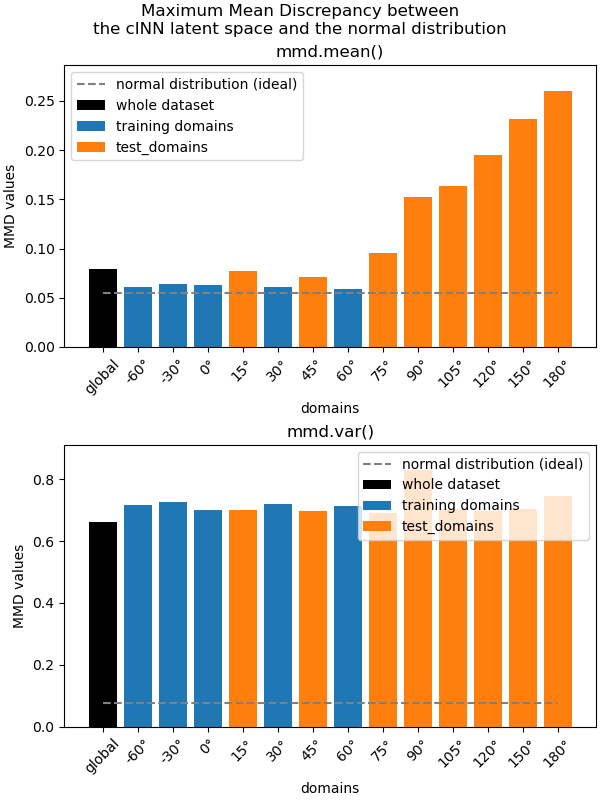 Maximum Mean Discrepancy between
the cINN latent space and the normal distribution
mmd.mean()
normal distribution (ideal)
whole dataset
training domains
test_domains
MMD values
0.25
0.20
0.15
0.10
0.05
0.00
global -60° -30° 0° 15° 30° 45° 60° 75° 90° 105° 120° 150° 180°
domains
mmd.var()
normal distribution (ideal)
whole dataset
training domains
test_domains
MMD values
0.8
0.6
0.4
0.2
0.0
global -60° -30° 0° 15° 30° 45° 60° 75° 90° 105° 120° 150° 180°
domains